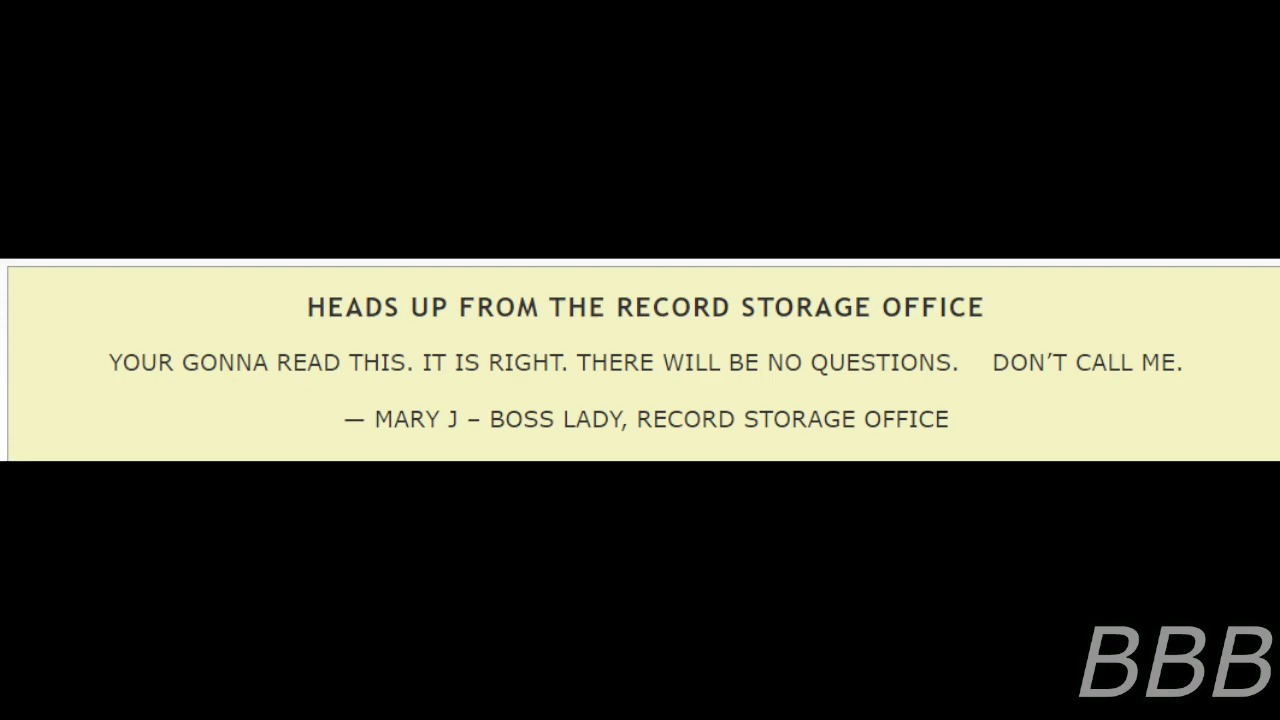 HEADS UP FROM THE RECORD STORAGE OFFICE
YOUR GONNA READ THIS. IT IS RIGHT. THERE WILL BE NO QUESTIONS. DON’T CALL ME.
— MARY J – BOSS LADY, RECORD STORAGE OFFICE
BBB